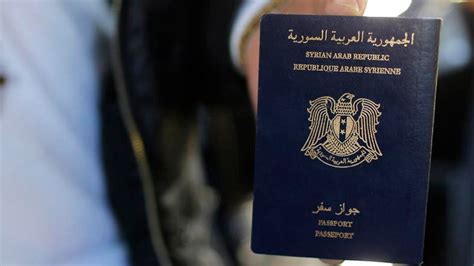 الجمهورية العربية السورية
SYRIAN ARAB REPUBLIC
REPUBLIQUE ARABE SYRIENNE
جواز سفر
PASSPORT
PASSEPORT